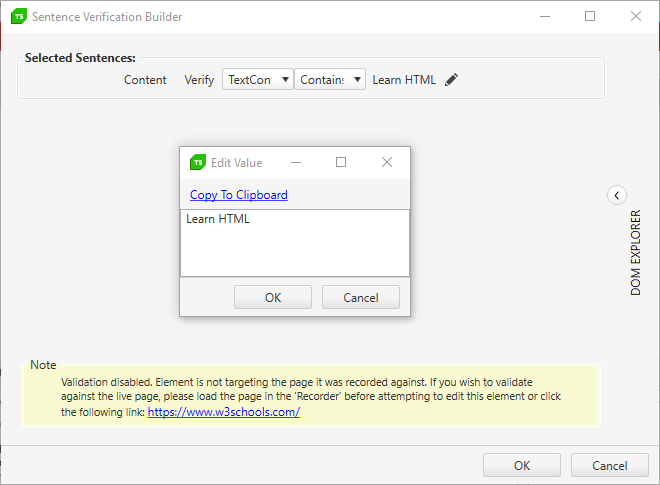 TS Sentence Verification Builder
Selected Sentences:
Content Verify TextCon Contains Learn HTML
TS Edit Value
Copy To Clipboard
Learn HTML
OK Cancel
DOM EXPLORER
Note
Validation disabled. Element is not targeting the page it was recorded against. If you wish to validate
against the live page, please load the page in the 'Recorder' before attempting to edit this element or click
the following link: https://www.w3schools.com/
OK Cancel